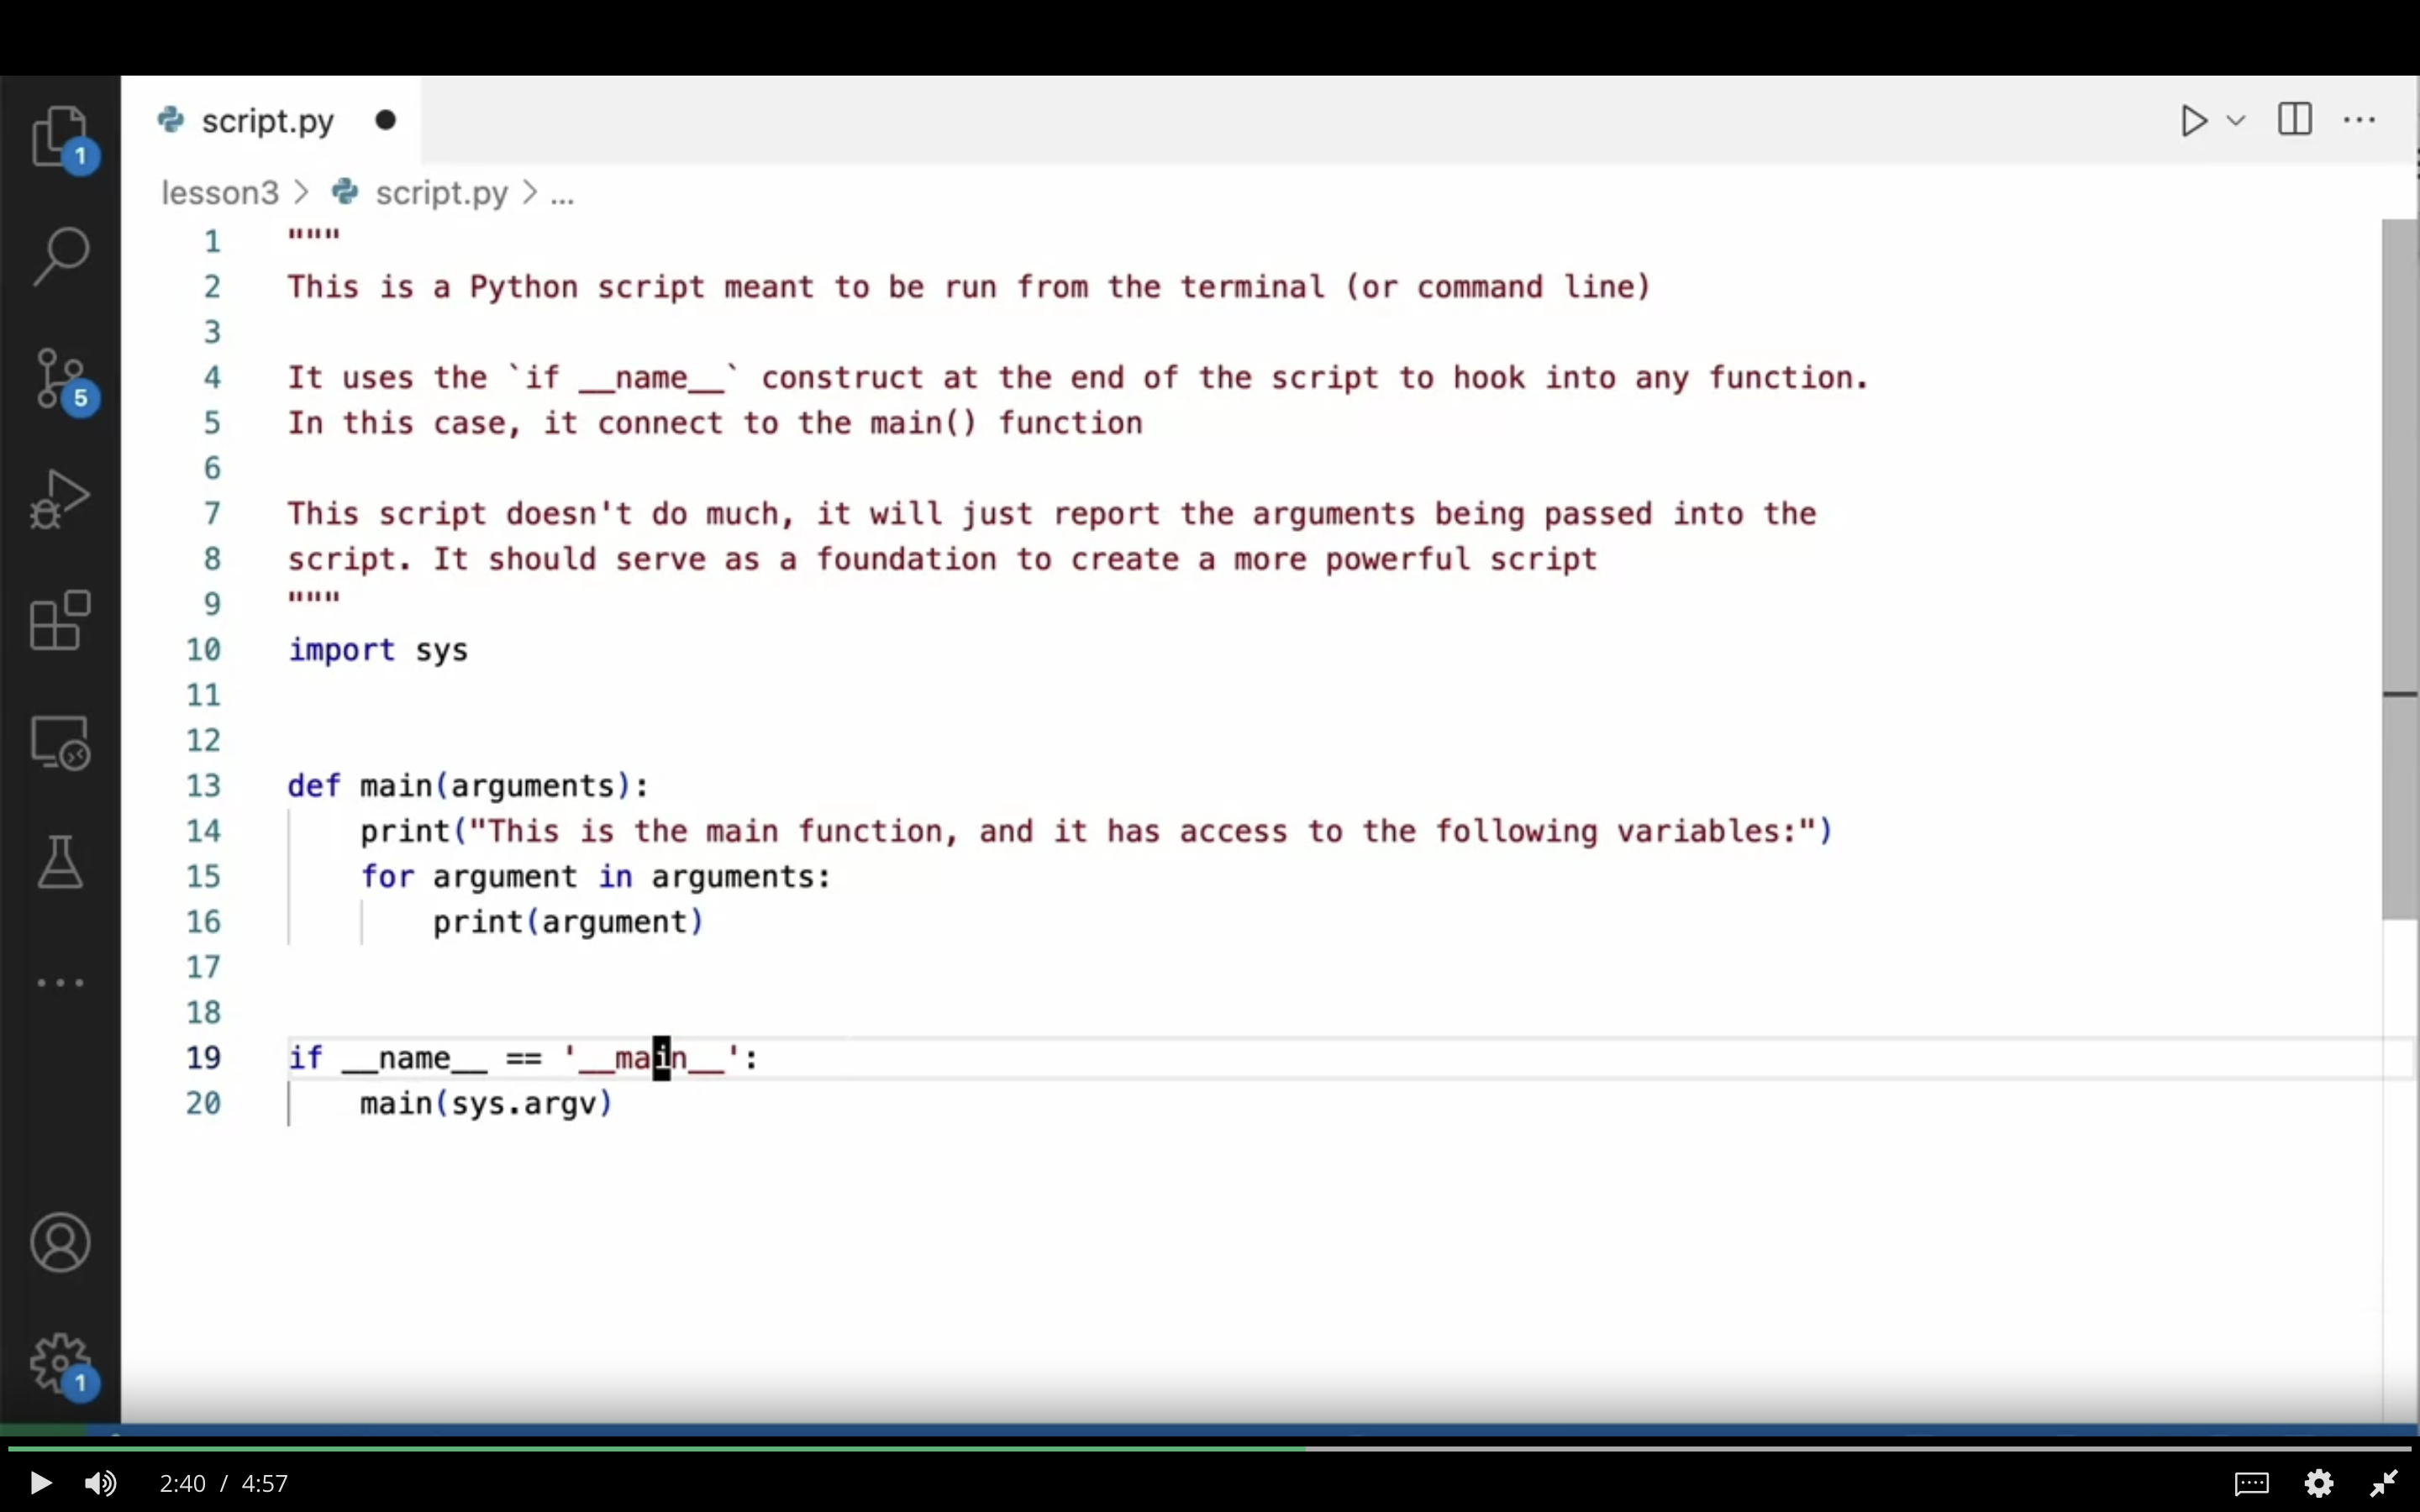 script.py
lesson3 > script.py > ...
1
5
1
1 """
2 This is a Python script meant to be run from the terminal (or command line)
3
4 It uses the `if __name__` construct at the end of the script to hook into any function.
5 In this case, it connect to the main() function
6
7 This script doesn't do much, it will just report the arguments being passed into the
8 script. It should serve as a foundation to create a more powerful script
9 """
10 import sys
11
12
13 def main(arguments):
14     print("This is the main function, and it has access to the following variables:")
15     for argument in arguments:
16         print(argument)
17
18
19 if __name__ == '__main__':
20     main(sys.argv)
2:40 / 4:57